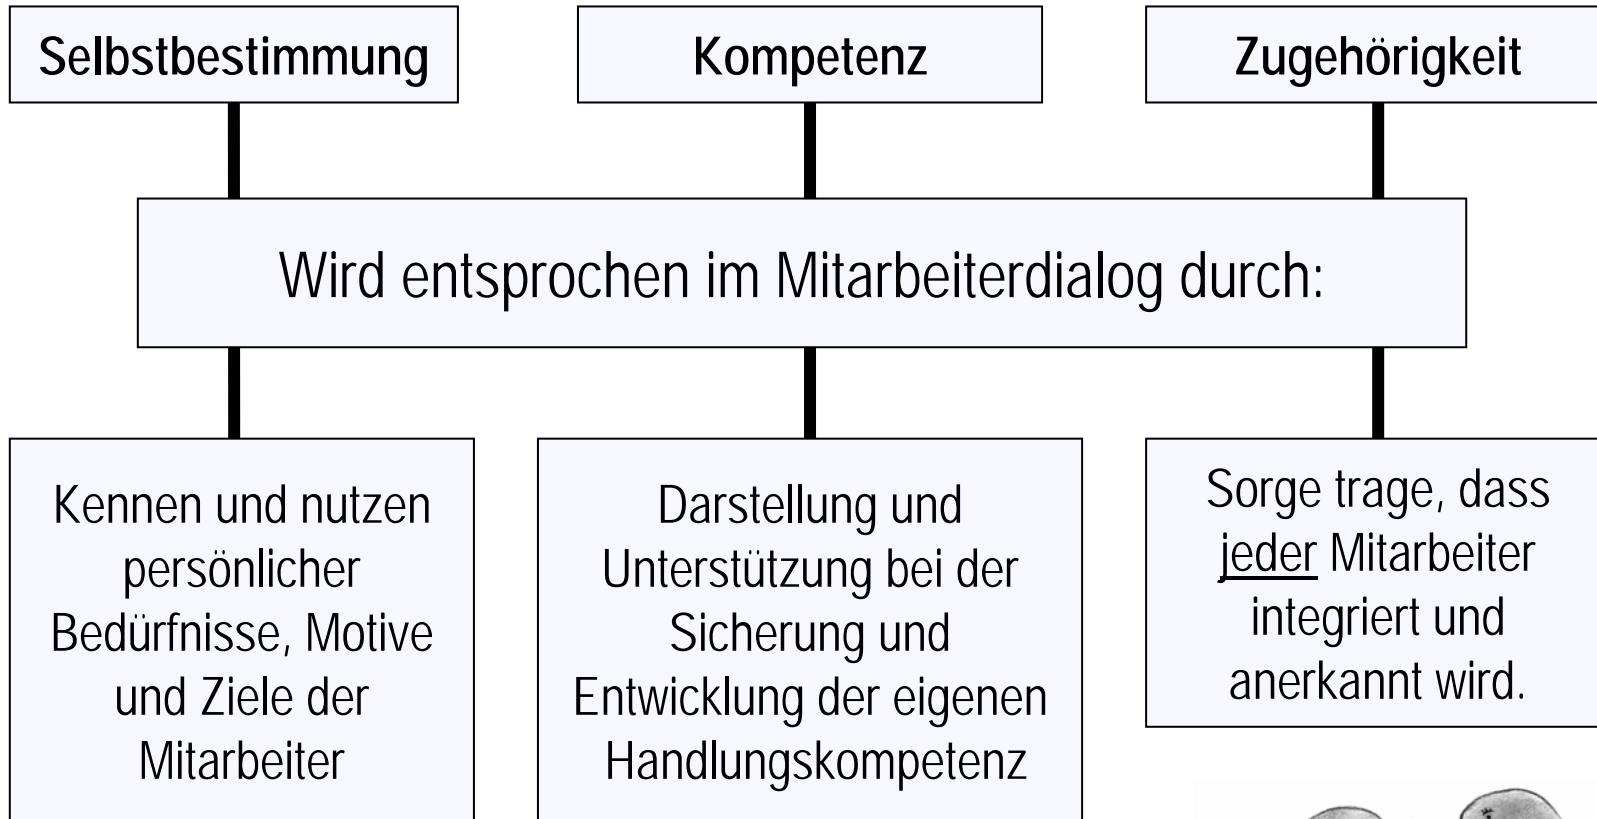 Selbstbestimmung
Kompetenz
Zugehörigkeit
Wird entsprochen im Mitarbeiterdialog durch:
Kennen und nutzen
persönlicher
Bedürfnisse, Motive
und Ziele der
Mitarbeiter
Darstellung und
Unterstützung bei der
Sicherung und
Entwicklung der eigenen
Handlungskompetenz
Sorge trage, dass
jeder Mitarbeiter
integriert und
anerkannt wird.